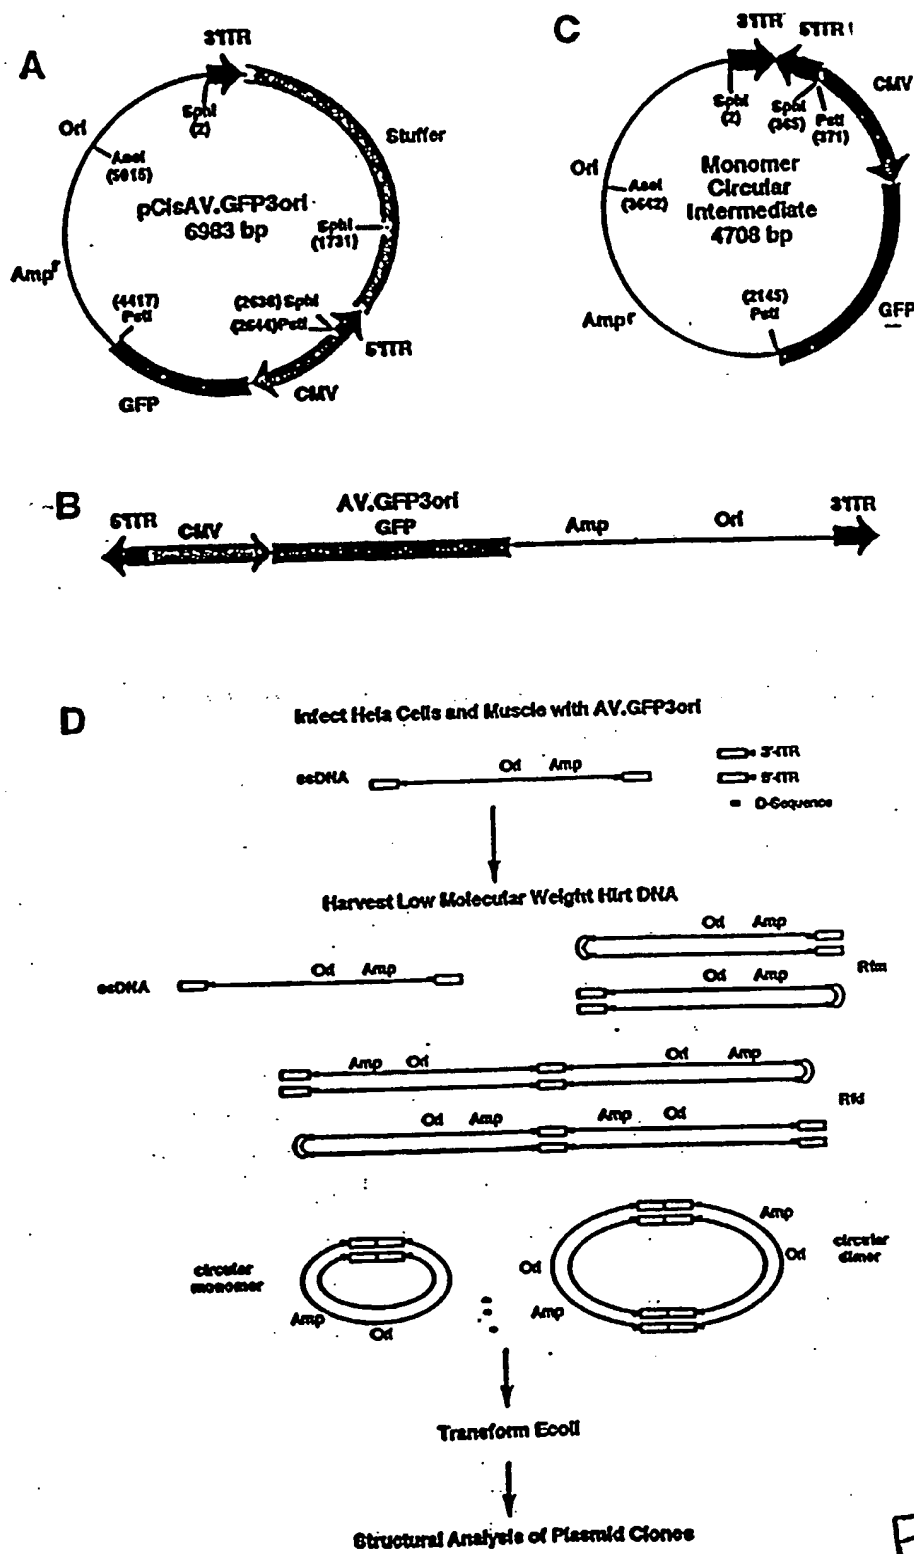 A
3'ITR
SphI
(2)
Ori
AseI
(5915)
Stuffer
pCisAV.GFP3ori
6983 bp
SphI
(1731)
Ampr
(4417)
PstI
(2636) SphI
(2644) PstI
5'ITR
CMV
GFP
C
3'ITR
5'ITR
CMV
SphI
(2)
SphI
(365)
PstI
(371)
Ori
AseI
(3642)
Monomer
Circular
Intermediate
4708 bp
(2145)
PstI
Ampr
GFP
B
AV.GFP3ori
5'ITR
CMV
GFP
Amp
Ori
3'ITR
D
Infect Hela Cells and Muscle with AV.GFP3ori
ssDNA
Ori Amp
3'-ITR
5'-ITR
D-Sequence
Harvest Low Molecular Weight Hirt DNA
ssDNA
Ori Amp
Ori Amp
Rfm
Ori Amp
Amp Ori
Ori Amp
Rfd
Ori Amp
Amp Ori
circular
monomer
Amp
Ori
Amp
Ori
Ori
Amp
circular
dimer
Transform Ecoli
Structural Analysis of Plasmid Clones